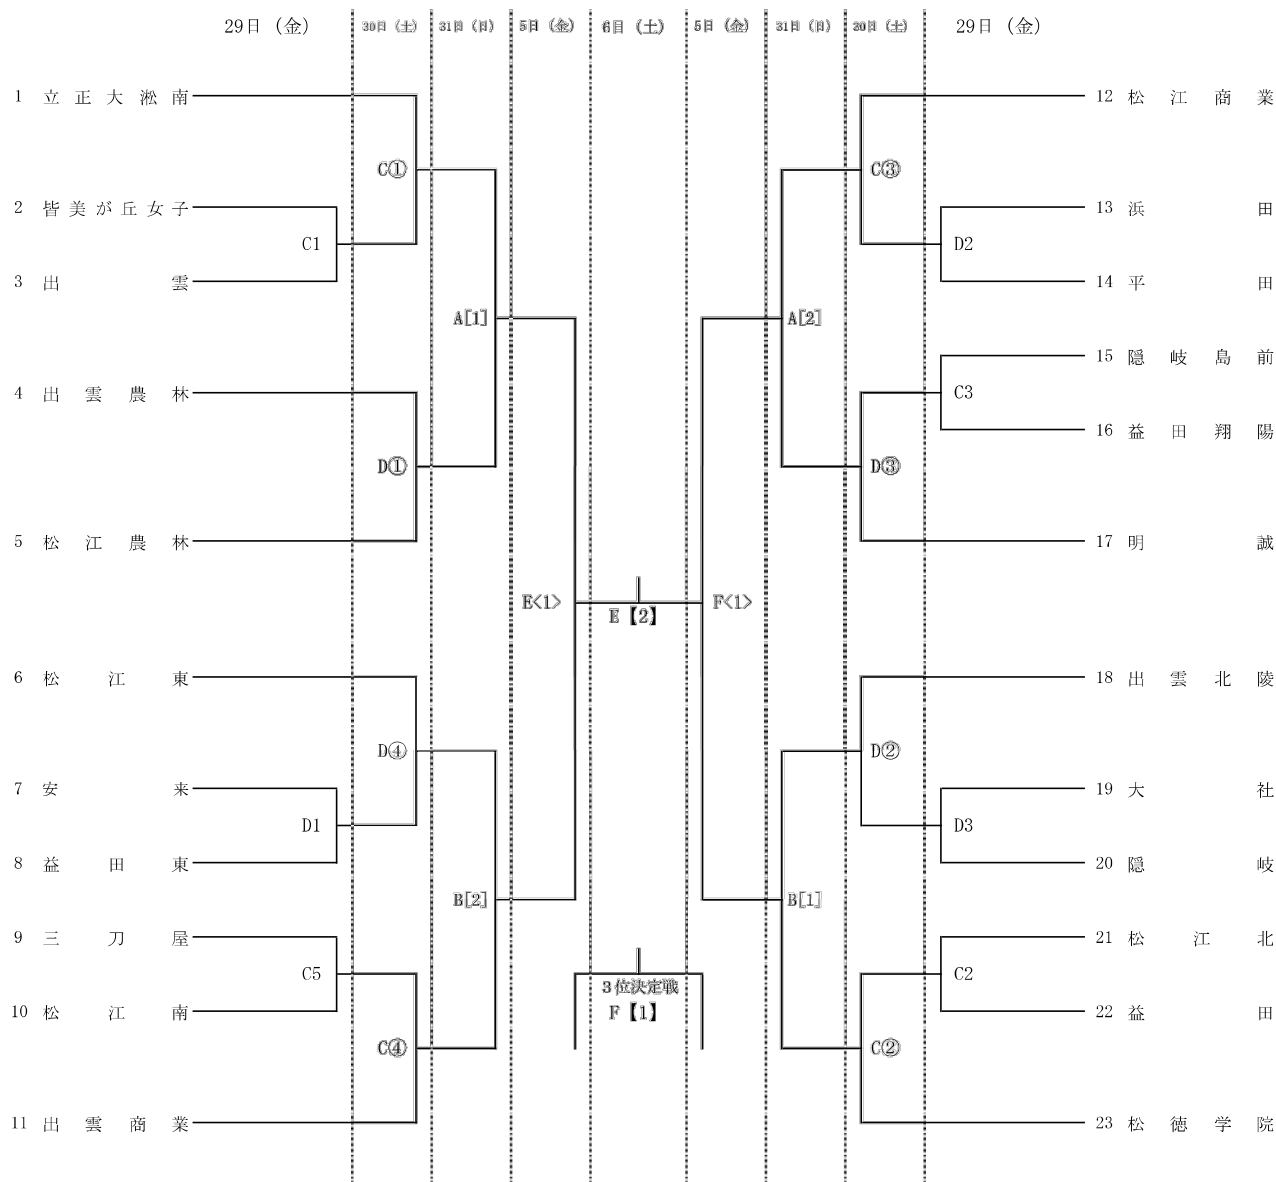 29日（金） 30日（土） 31日（日） 5日（金） 6日（土） 5日（金） 31日（日） 30日（土） 29日（金）
1 立正大淞南
12 松江商業
C① C③
2 皆美が丘女子
13 浜田
C1 D2
3 出雲
14 平田
A[1] A[2]
15 隠岐島前
4 出雲農林
C3
16 益田翔陽
D① D③
5 松江農林
17 明誠
E<1> F<1>
E【2】
6 松江東
18 出雲北陵
D④ D②
7 安来
19 大社
D1 D3
8 益田東
20 隠岐
B[2] B[1]
9 三刀屋
21 松江北
C5 C2
3位決定戦
10 松江南
F【1】
22 益田
C④ C②
11 出雲商業
23 松徳学院